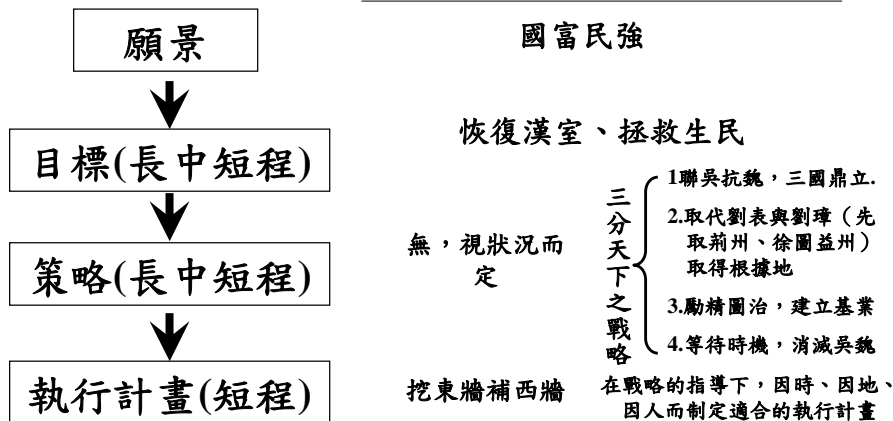 願景
國富民強
目標(長中短程)
恢復漢室、拯救生民
策略(長中短程)
無，視狀況而
定
三分天下之戰略
1聯吳抗魏，三國鼎立.
2.取代劉表與劉璋（先
取荊州、徐圖益州）
取得根據地
3.勵精圖治，建立基業
4.等待時機，消滅吳魏
執行計畫(短程)
挖東牆補西牆
在戰略的指導下，因時、因地、
因人而制定適合的執行計畫